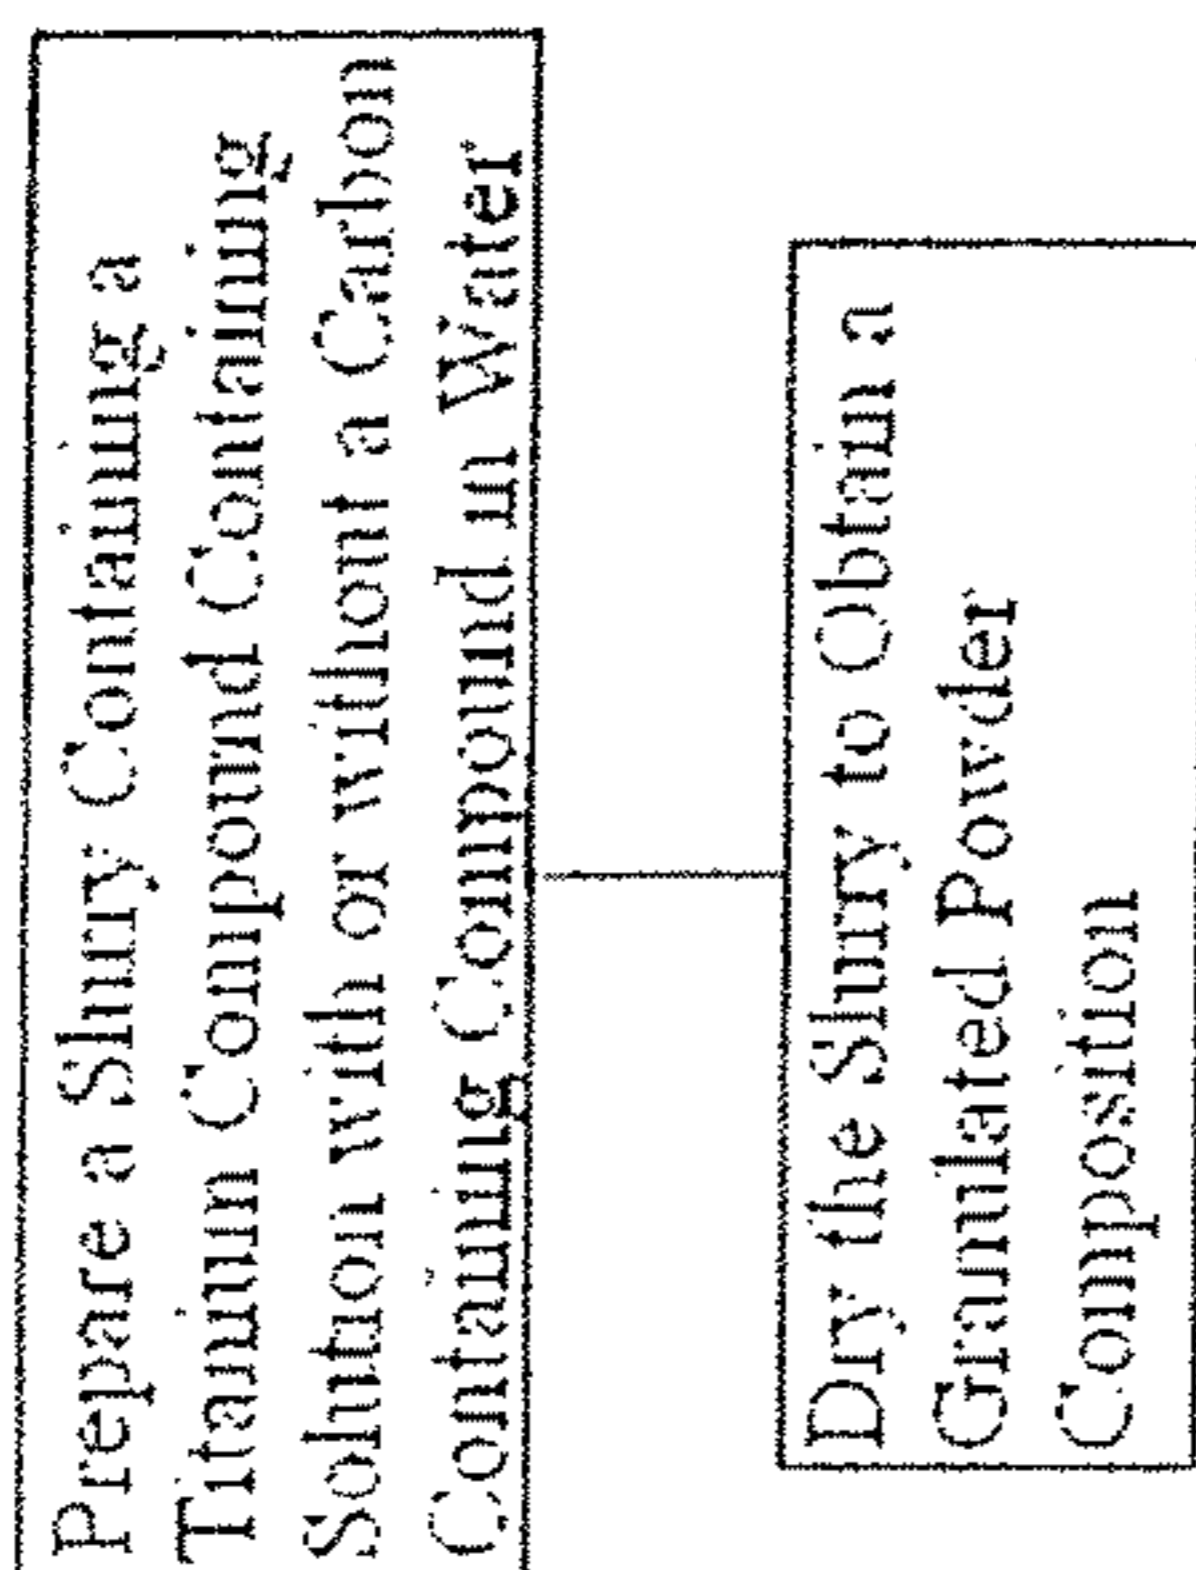 Prepare a Slurry Containing a
Titanium Compound Containing
Solution with or without a Carbon
Containing Compound in Water
Dry the Slurry to Obtain a
Granulated Powder
Composition